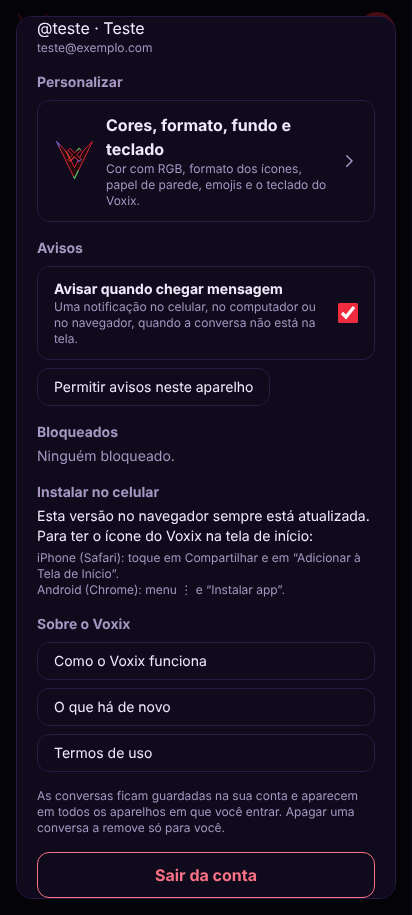 @teste · Teste
teste@exemplo.com
Personalizar
Cores, formato, fundo e
teclado
Cor com RGB, formato dos ícones,
papel de parede, emojis e o teclado do
Voxix.
Avisos
Avisar quando chegar mensagem
Uma notificação no celular, no computador ou
no navegador, quando a conversa não está na
tela.
Permitir avisos neste aparelho
Bloqueados
Ninguém bloqueado.
Instalar no celular
Esta versão no navegador sempre está atualizada.
Para ter o ícone do Voxix na tela de início:
iPhone (Safari): toque em Compartilhar e em “Adicionar à
Tela de Início”.
Android (Chrome): menu ⋮ e “Instalar app”.
Sobre o Voxix
Como o Voxix funciona
O que há de novo
Termos de uso
As conversas ficam guardadas na sua conta e aparecem
em todos os aparelhos em que você entrar. Apagar uma
conversa a remove só para você.
Sair da conta